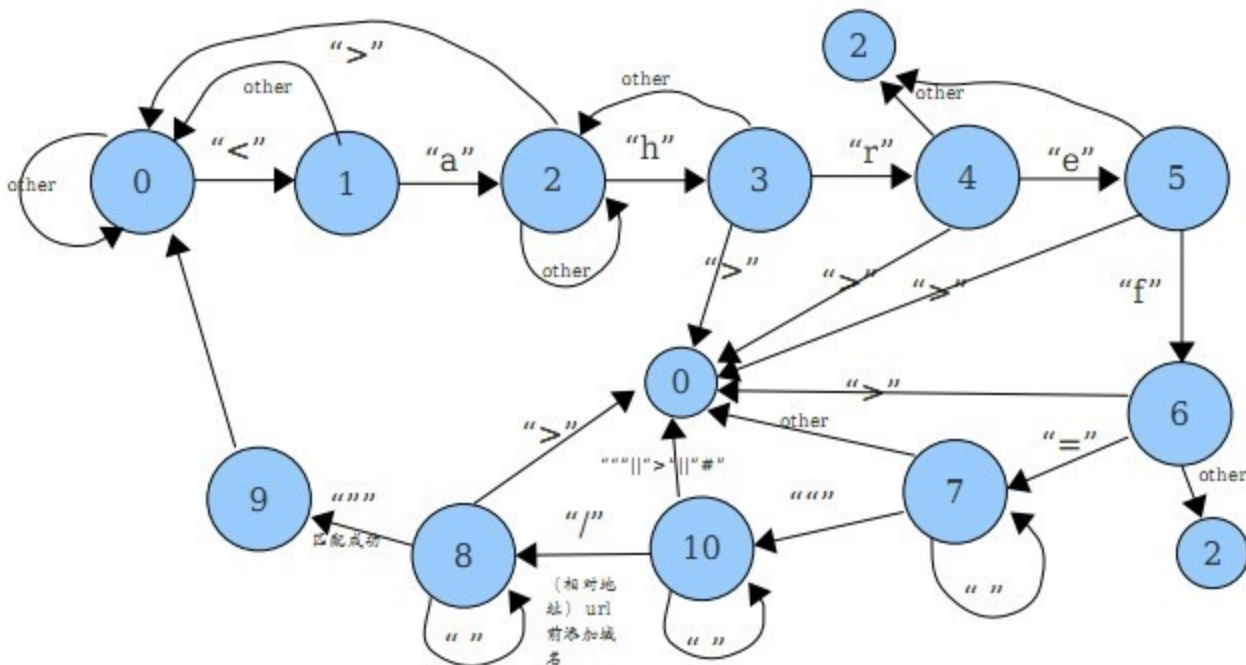 “>”
2
other
other
other
“<”
“a”
“h”
“r”
“e”
0
1
2
3
4
5
other
other
“>”
“>”
“>”
“f”
0
“>”
6
other
“>”
“=”
other
“““||“>“||”#”
9
“””
匹配成功
8
“/”
10
“““
7
2
（相对地
址）url
前添加域
名
“ ”
“ ”
“ ”